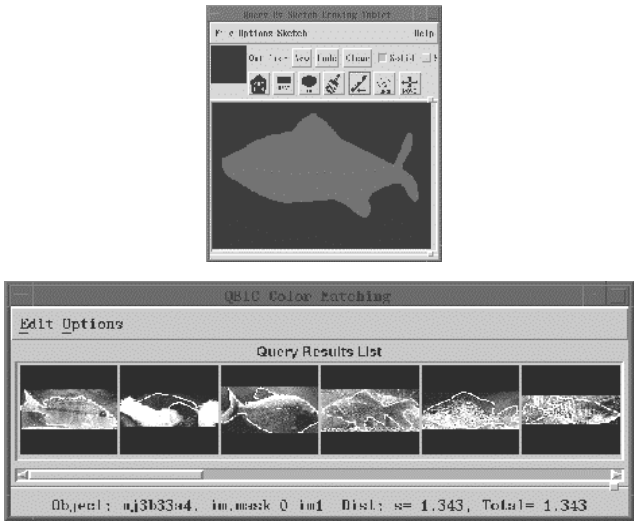 Query By Sketch Drawing Tablet
Options Sketch Help
New Undo Clear Solid
QBIC Color Matching
Edit Options
Query Results List
Object: mj3b33a4, im.mask 0 im1 Dist: s= 1.343, Total= 1.343